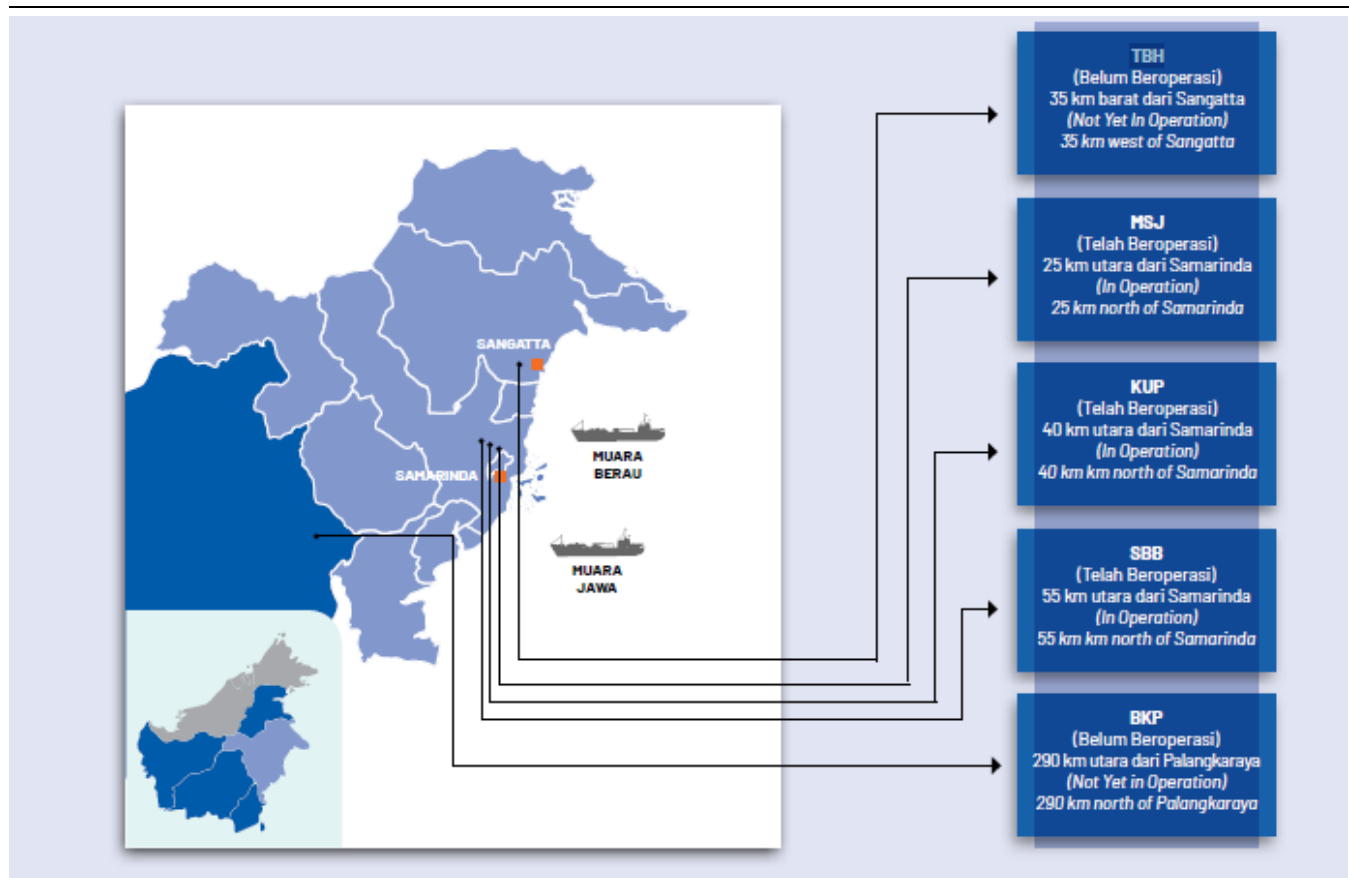 SANGATTA
SAMARINDA
MUARA
BERAU
MUARA
JAWA
TBH
(Belum Beroperasi)
35 km barat dari Sangatta
(Not Yet In Operation)
35 km west of Sangatta
MSJ
(Telah Beroperasi)
25 km utara dari Samarinda
(In Operation)
25 km north of Samarinda
KUP
(Telah Beroperasi)
40 km utara dari Samarinda
(In Operation)
40 km km north of Samarinda
SBB
(Telah Beroperasi)
55 km utara dari Samarinda
(In Operation)
55 km km north of Samarinda
BKP
(Belum Beroperasi)
290 km utara dari Palangkaraya
(Not Yet in Operation)
290 km north of Palangkaraya